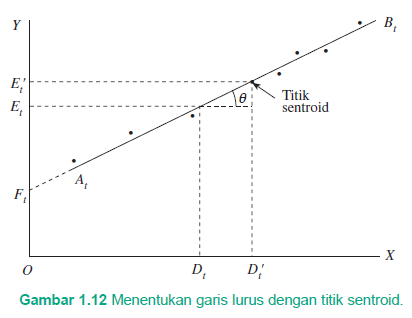 Y
B_t
E_t'
E_t
θ
Titik
sentroid
A_t
F_t
O
D_t
D_t'
X
Gambar 1.12 Menentukan garis lurus dengan titik sentroid.